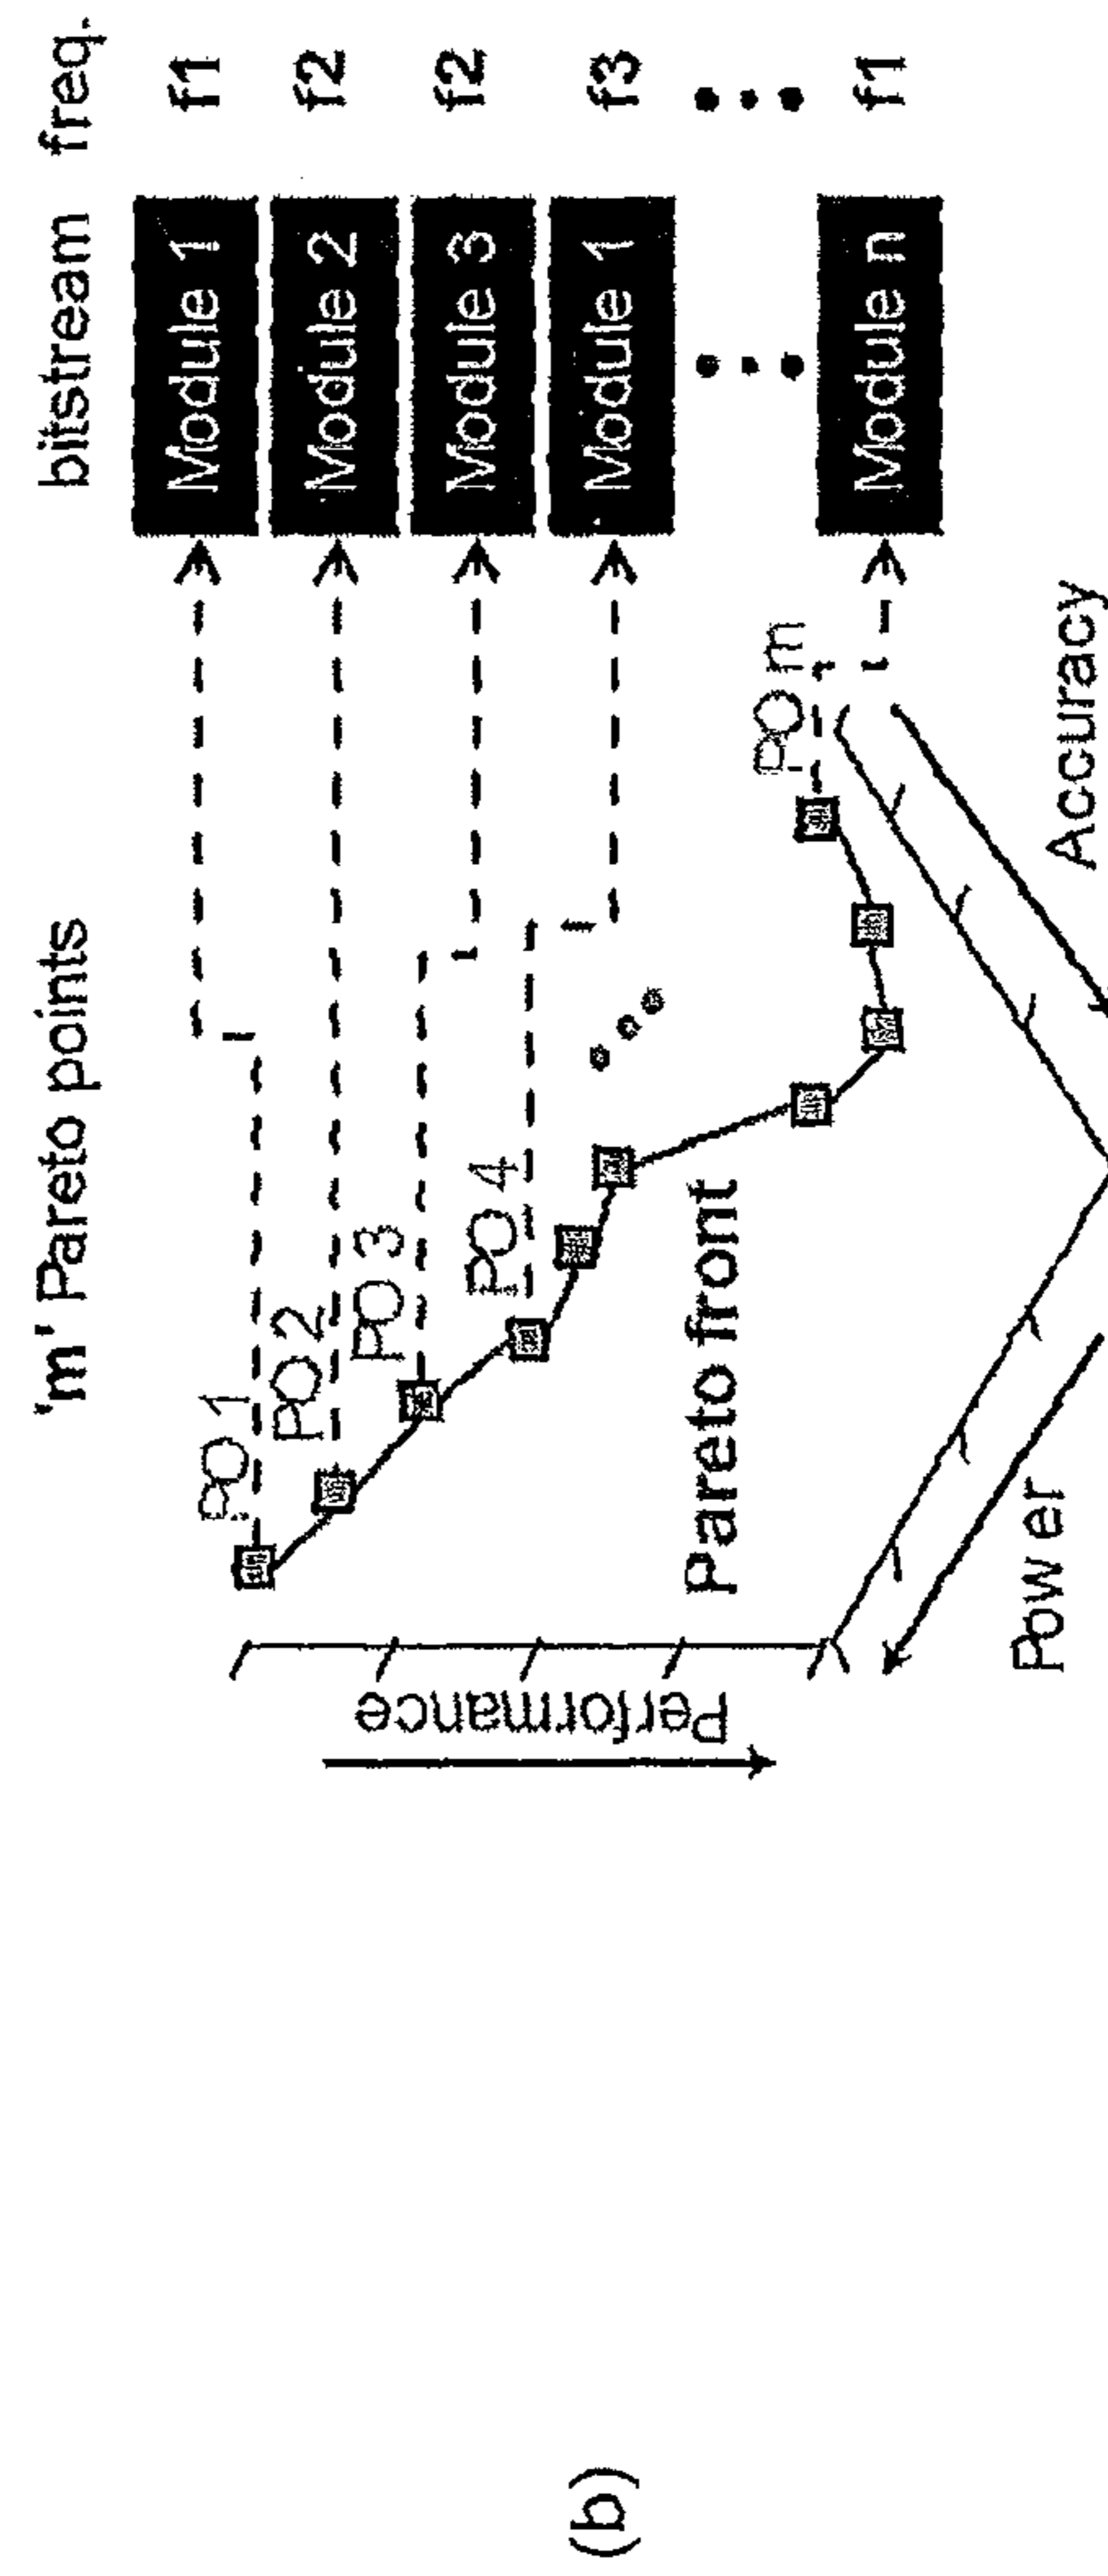 'm' Pareto points bitstream freq.
PO 1 Module 1 f1
PO 2 Module 2 f2
PO 3 Module 3 f2
PO 4 Module 1 f3
PO m Module n f1
Performance
Pareto front
Power
Accuracy
(b)